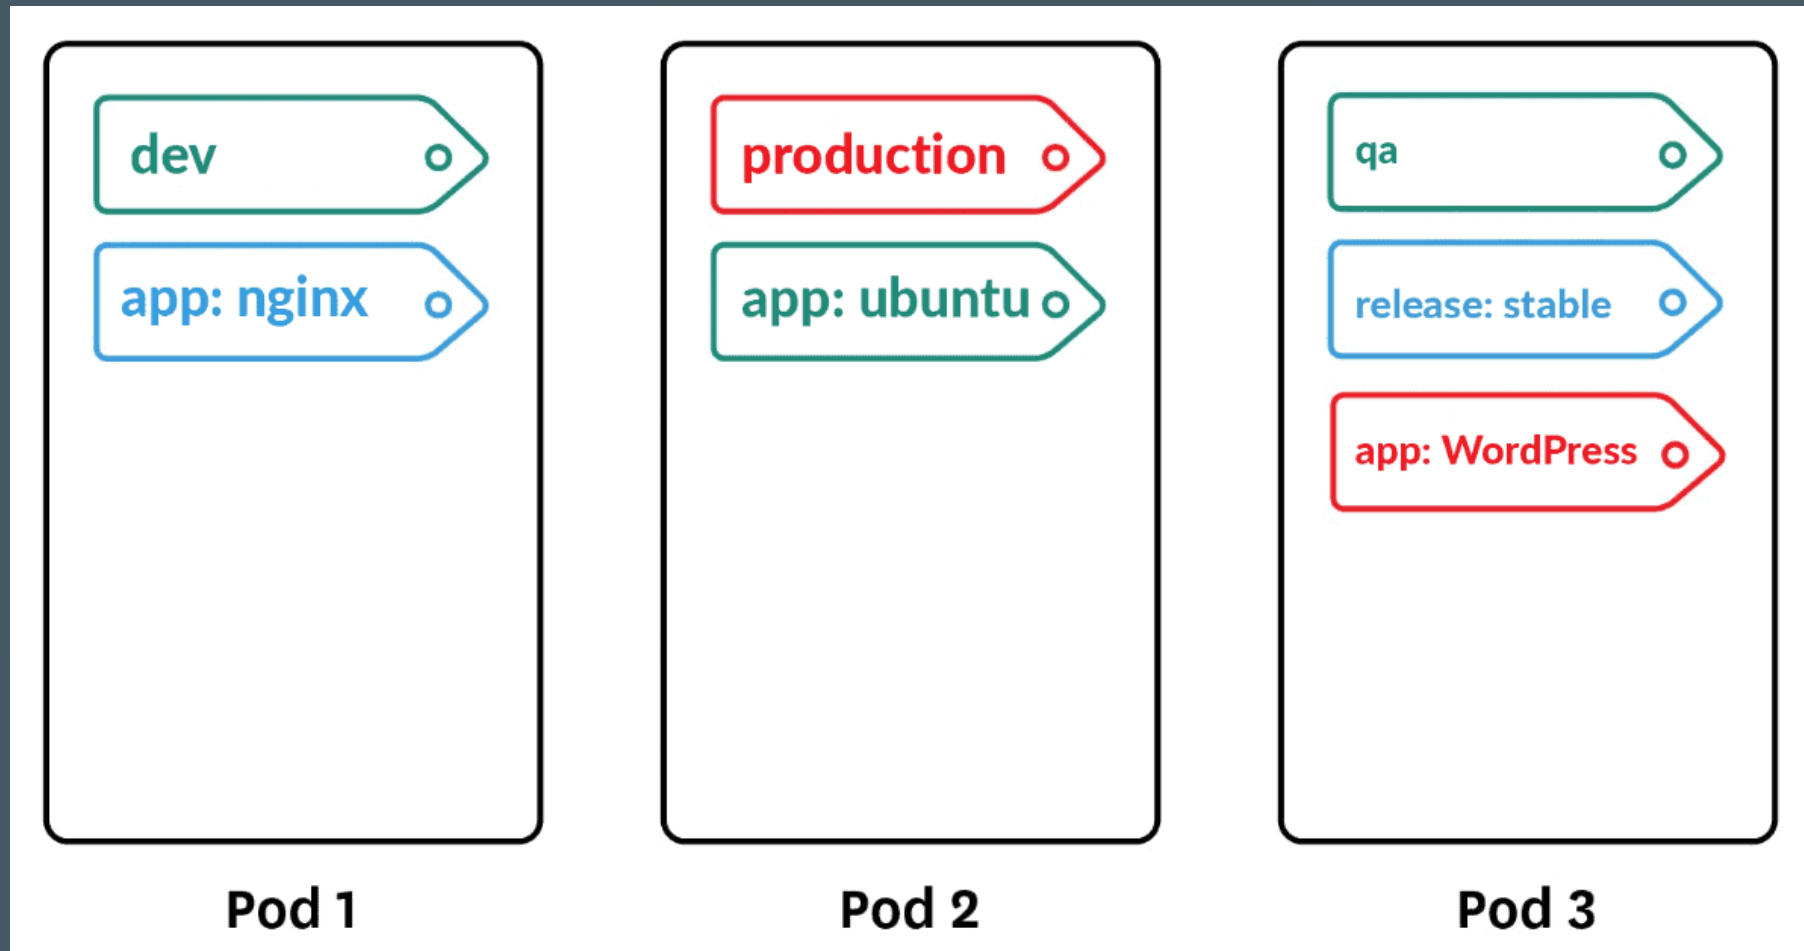 dev
app: nginx
Pod 1
production
app: ubuntu
Pod 2
qa
release: stable
app: WordPress
Pod 3